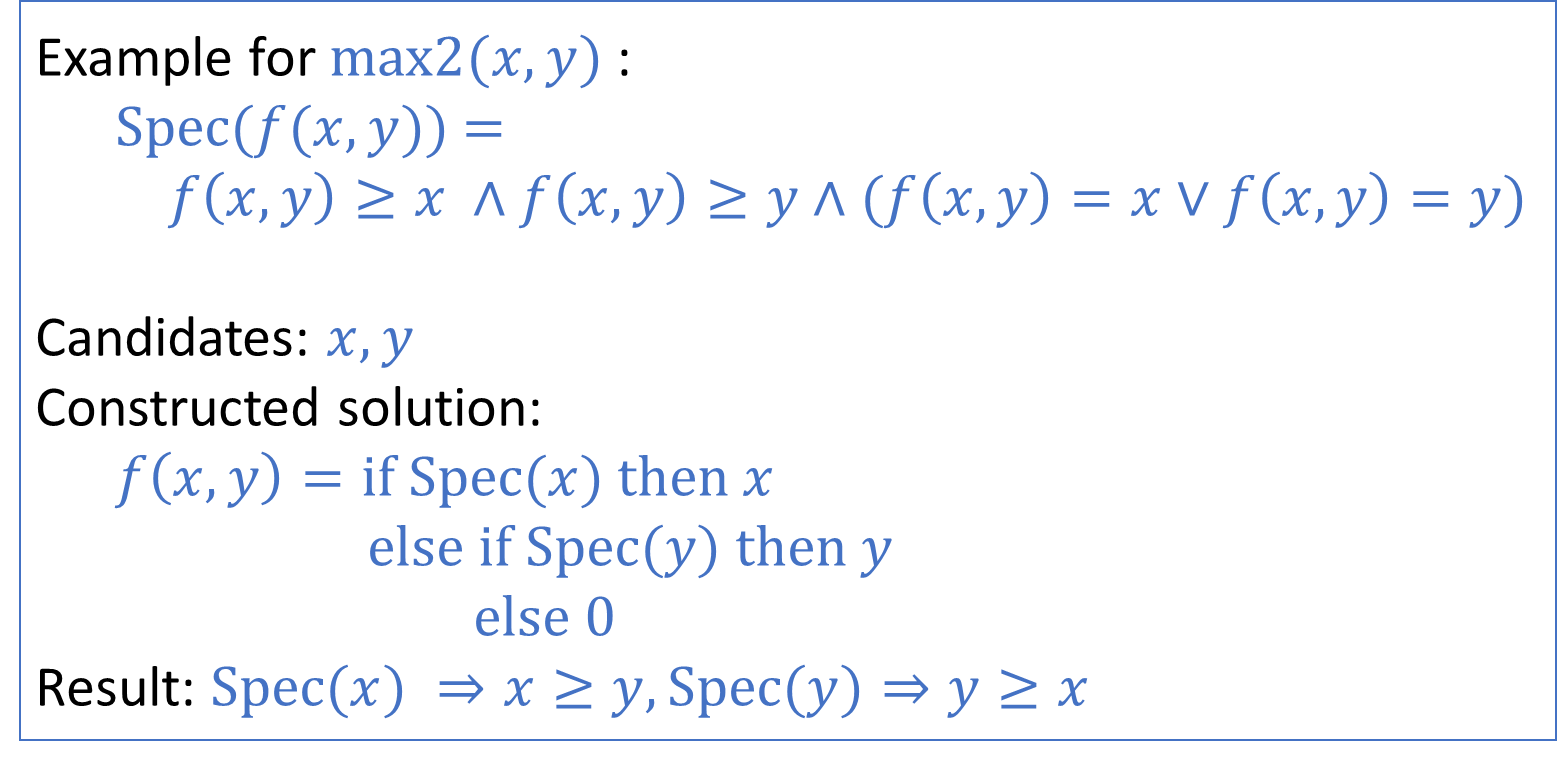 Example for max2(x, y) :
Spec(f(x, y)) =
f(x, y) ≥ x ∧ f(x, y) ≥ y ∧ (f(x, y) = x ∨ f(x, y) = y)
Candidates: x, y
Constructed solution:
f(x, y) = if Spec(x) then x
else if Spec(y) then y
else 0
Result: Spec(x) ⇒ x ≥ y, Spec(y) ⇒ y ≥ x